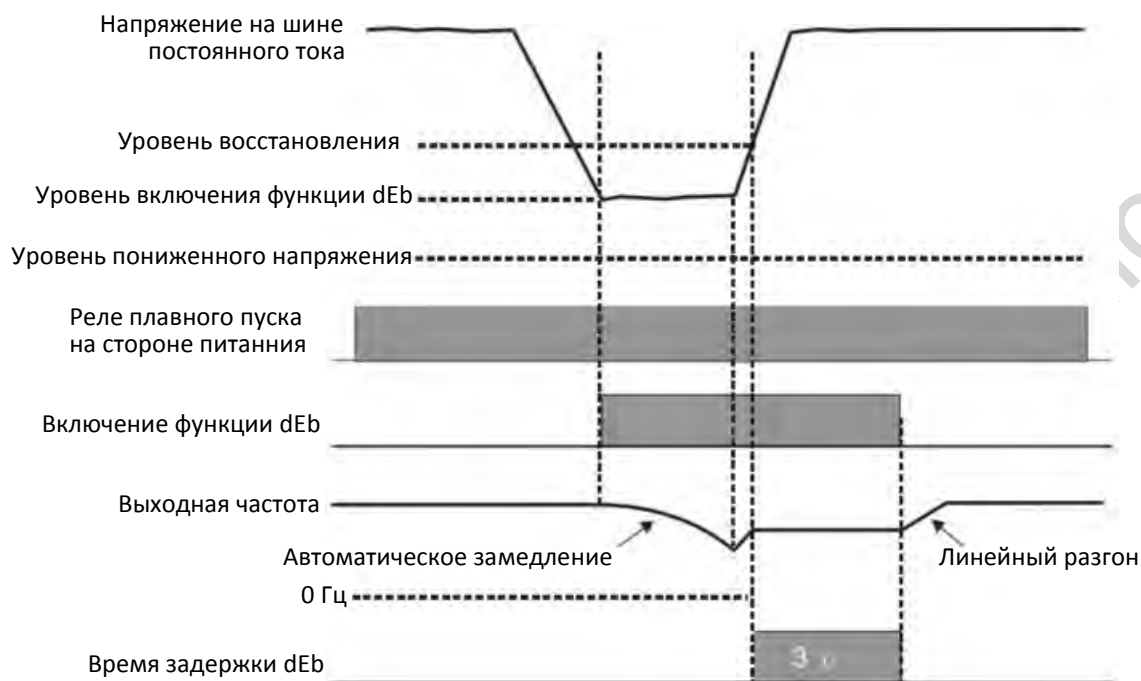 Напряжение на шине
постоянного тока
Уровень восстановления
Уровень включения функции dEb
Уровень пониженного напряжения
Реле плавного пуска
на стороне питанния
Включение функции dEb
Выходная частота
Автоматическое замедление
Линейный разгон
0 Гц
3
Время задержки dEb